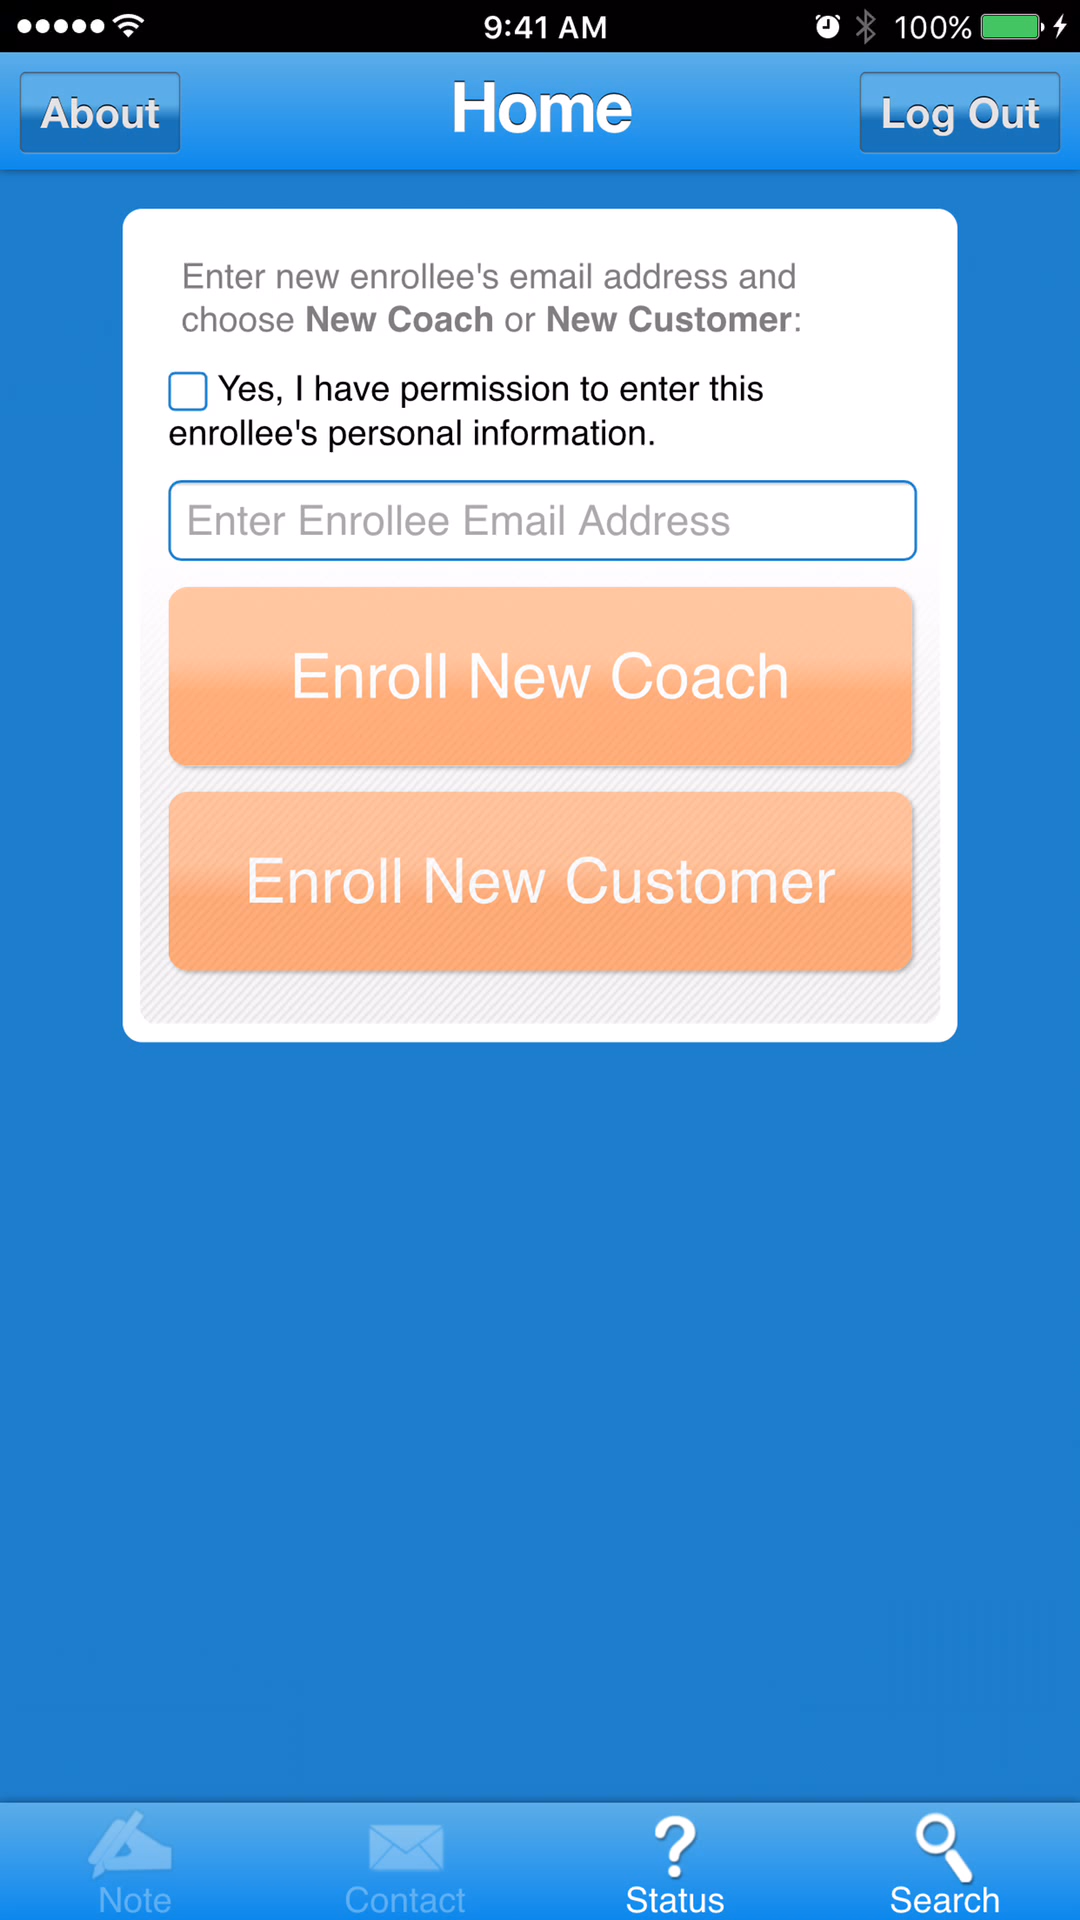 9:41 AM 100%
About Home Log Out
Enter new enrollee's email address and
choose New Coach or New Customer:
Yes, I have permission to enter this
enrollee's personal information.
Enter Enrollee Email Address
Enroll New Coach
Enroll New Customer
Note Contact Status Search